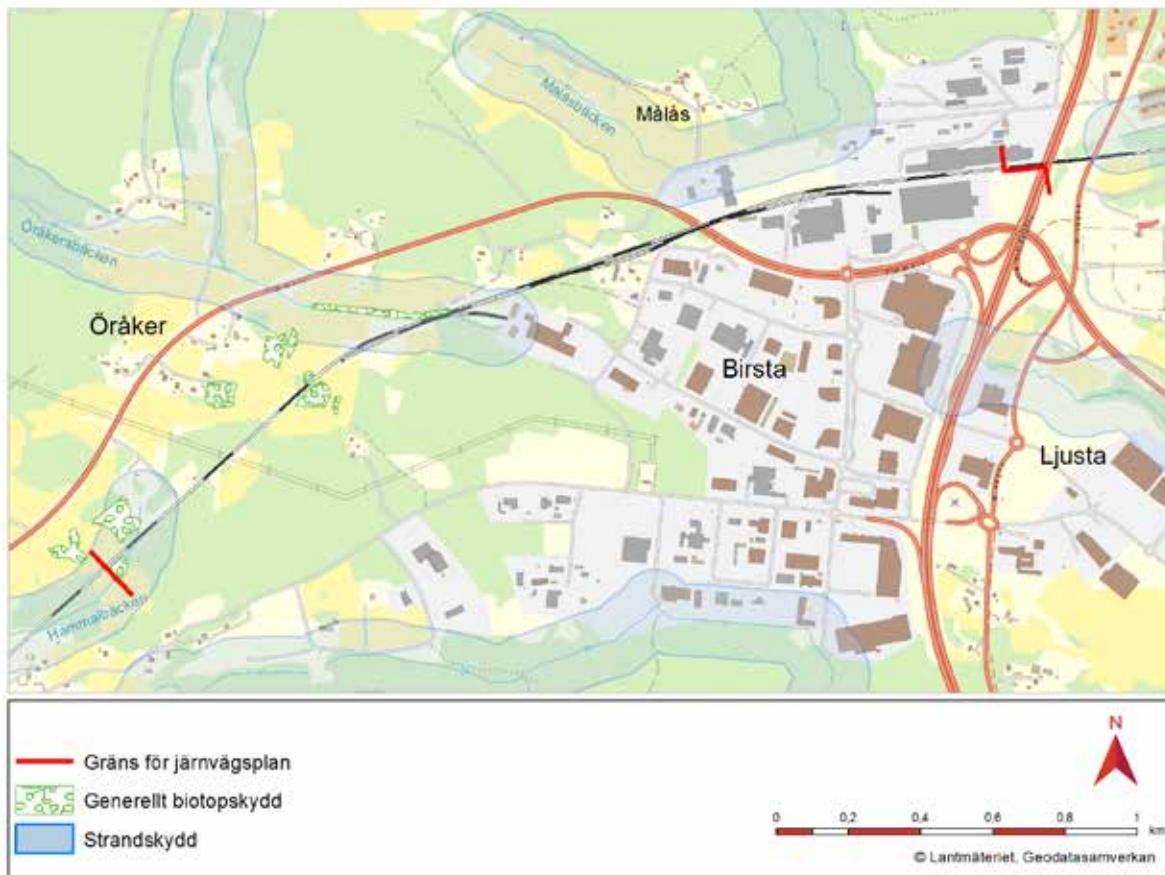 Målåsbäcken
Målås
Öråkersbäcken
Öråker
Birsta
Ljusta
Hammalbäcken
N
Gräns för järnvägsplan
Generellt biotopskydd
Strandskydd
0 0,2 0,4 0,6 0,8 1
km
© Lantmäteriet, Geodatasamverkan